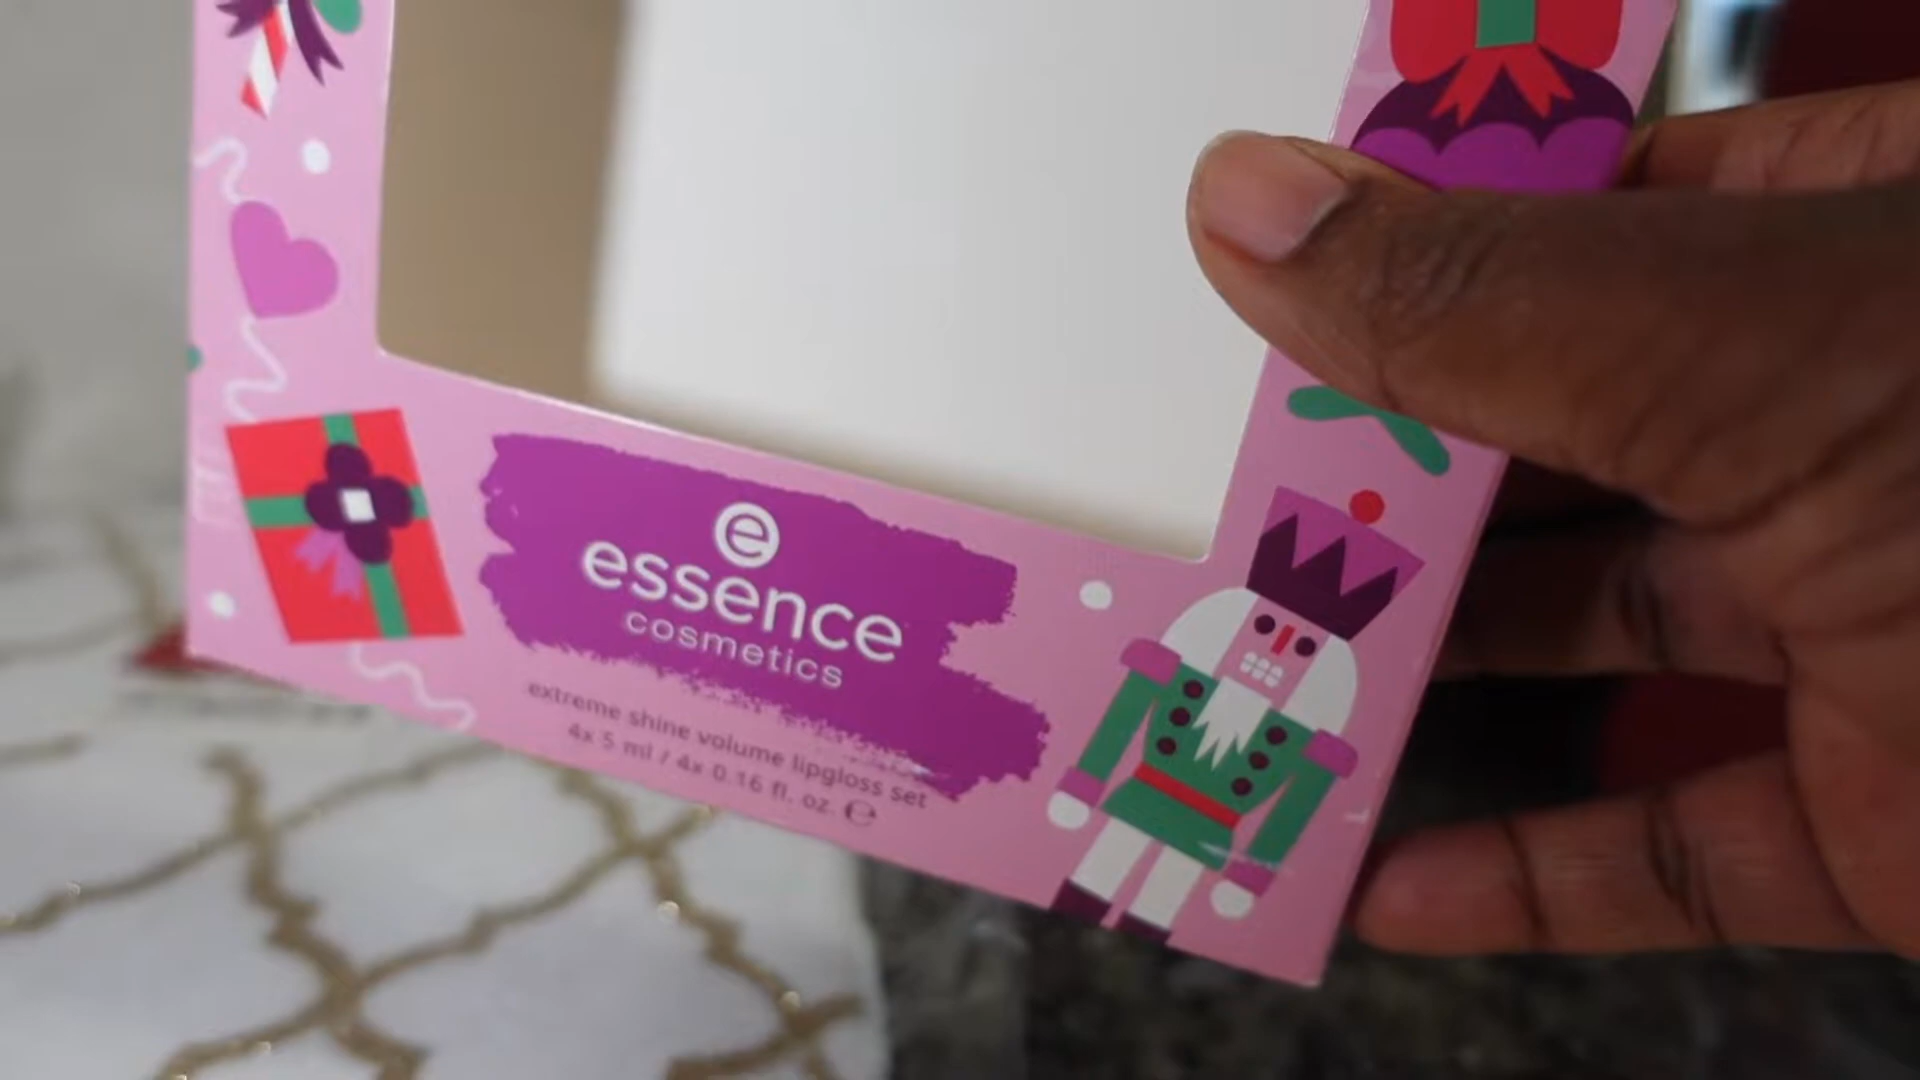 e
essence
cosmetics
extreme shine volume lipgloss set
4x 5 ml / 4x 0.16 fl. oz. ℮